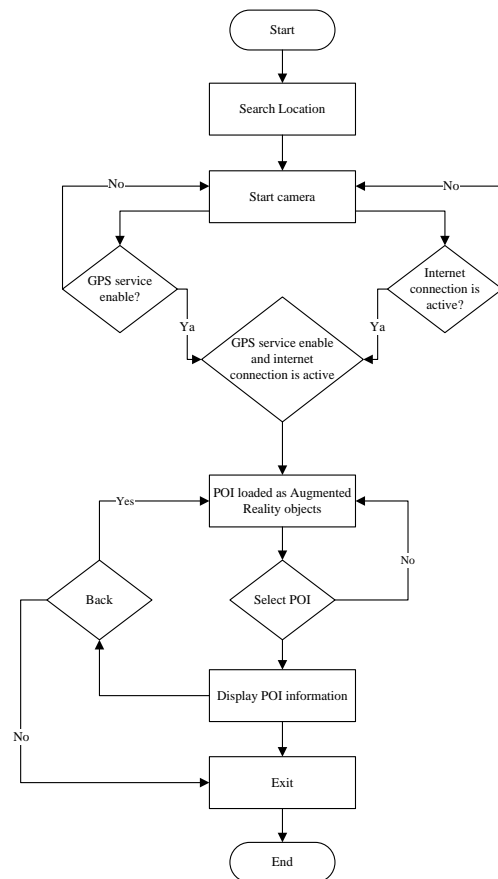 Start
Search Location
No
Start camera
No
GPS service
enable?
Internet
connection is
active?
Ya
Ya
GPS service enable
and internet
connection is active
Yes
POI loaded as Augmented
Reality objects
No
Back
Select POI
Display POI information
No
Exit
End